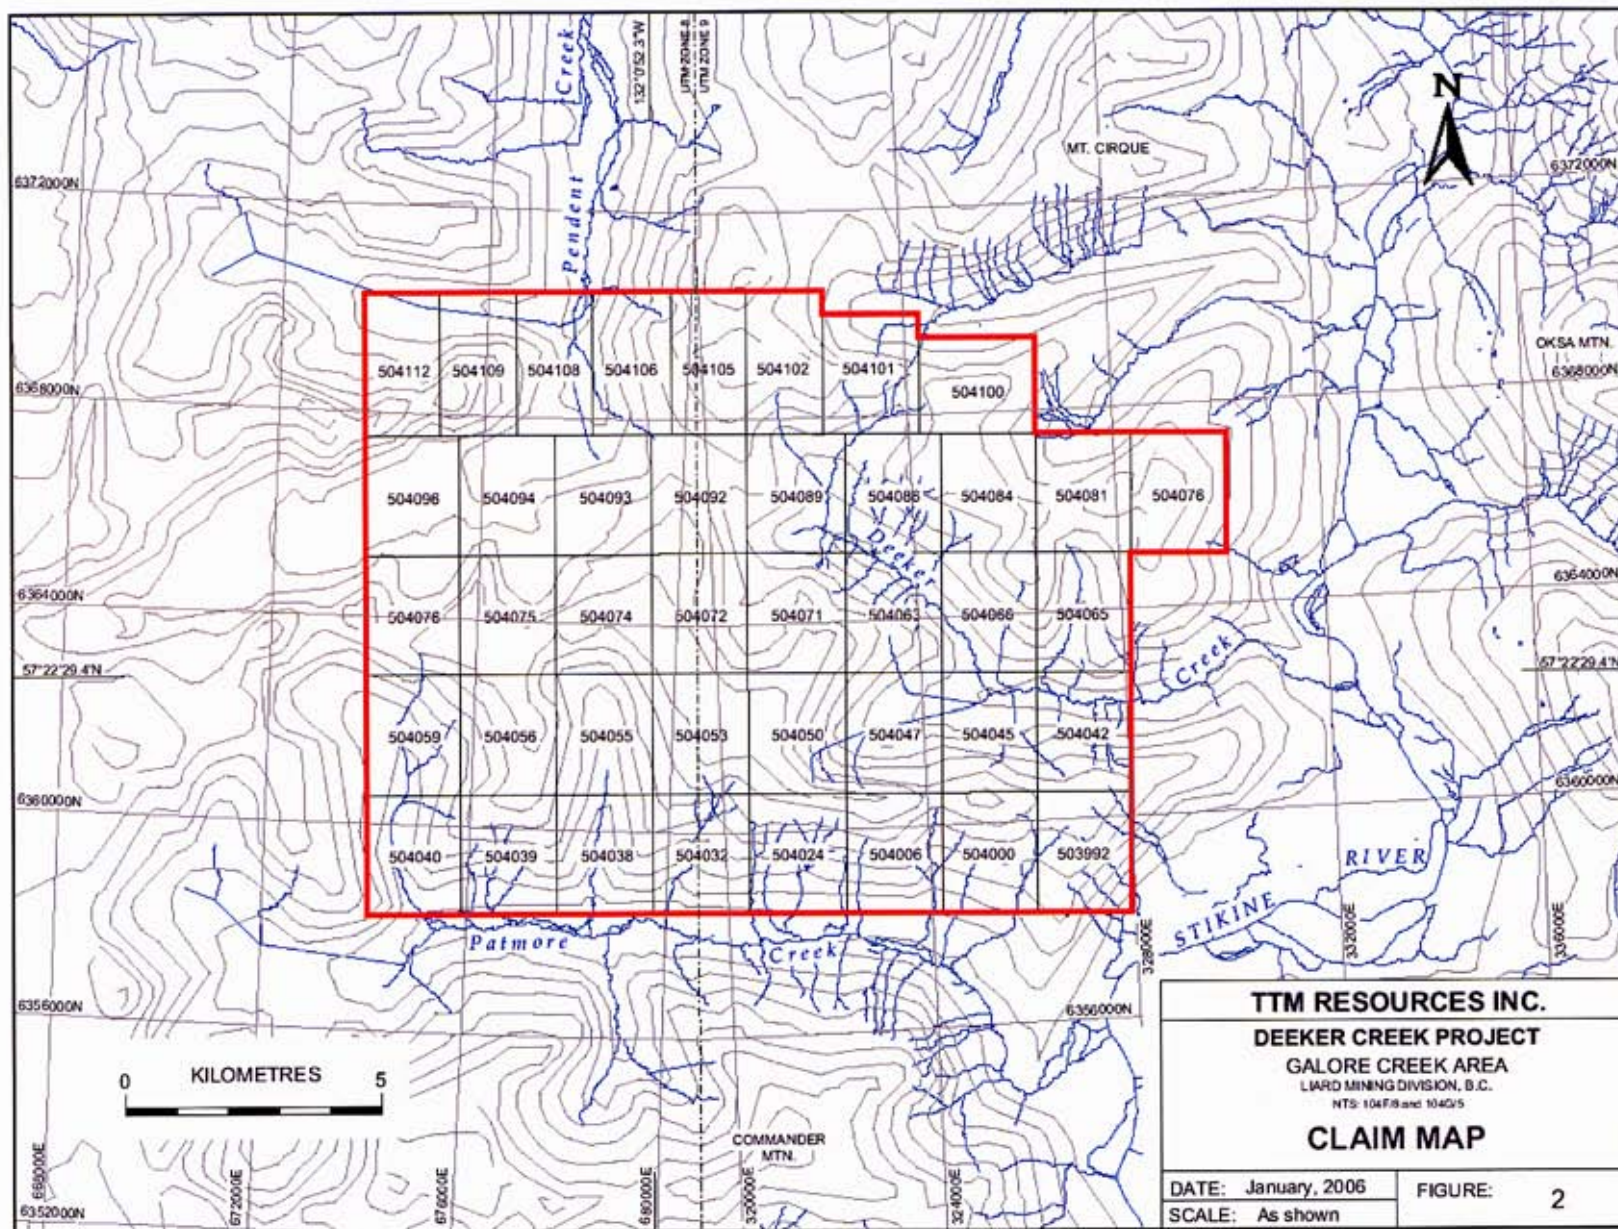 Creek
132°0'52.3"W
UTM ZONE 8
UTM ZONE 9
N
MT. CIRQUE
6372000N
6372000N
Pendent
OKSA MTN.
504112
504109
504108
504106
504105
504102
504101
504100
6368000N
6368000N
504096
504094
504093
504092
504089
504084
504081
504076
Deeker
6364000N
6364000N
504076
504075
504074
504072
504071
504063
504066
504065
57°22'29.4"N
57°22'29.4"N
Creek
504059
504056
504055
504053
504050
504047
504045
504042
6360000N
6360000N
504040
504039
504038
504032
504024
504006
504000
503992
RIVER
STIKINE
Patmore
Creek
328000E
332000E
336000E
6356000N
6356000N
0 KILOMETRES 5
COMMANDER
MTN.
668000E
672000E
676000E
680000E
320000E
324000E
6352000N
TTM RESOURCES INC.
DEEKER CREEK PROJECT
GALORE CREEK AREA
LIARD MINING DIVISION, B.C.
NTS: 104F/8 and 104G/5
CLAIM MAP
DATE: January, 2006
SCALE: As shown
FIGURE: 2